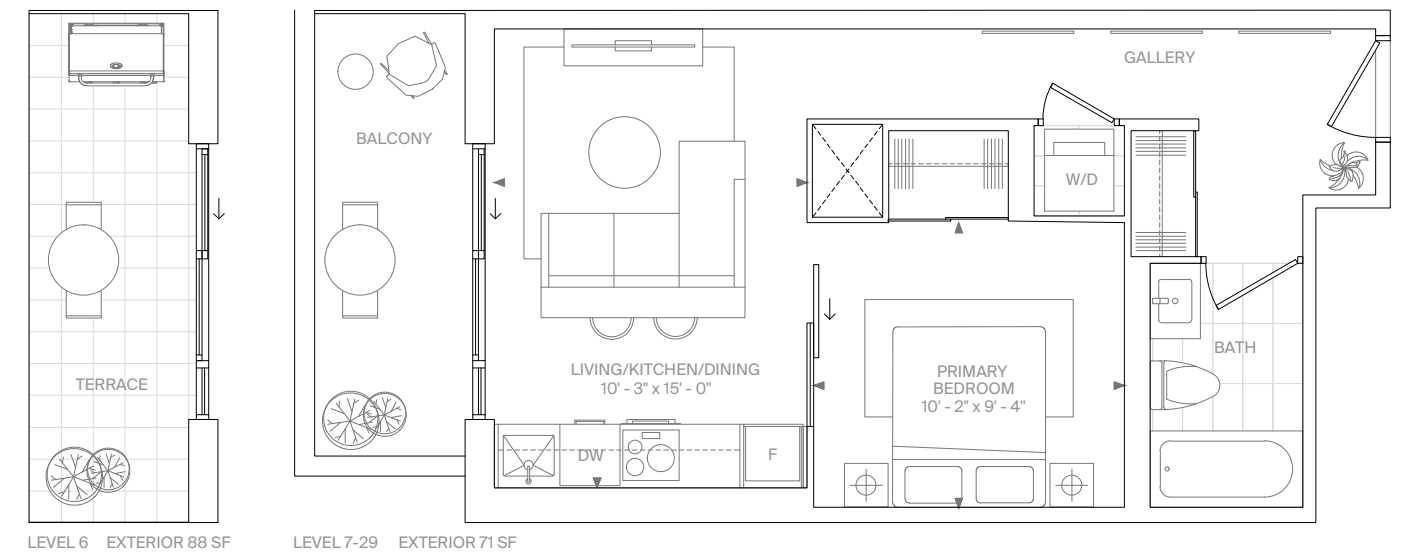 GALLERY
BALCONY
W/D
TERRACE
LIVING/KITCHEN/DINING
10' - 3" x 15' - 0"
PRIMARY
BEDROOM
10' - 2" x 9' - 4"
BATH
DW
F
LEVEL 6 EXTERIOR 88 SF
LEVEL 7-29 EXTERIOR 71 SF